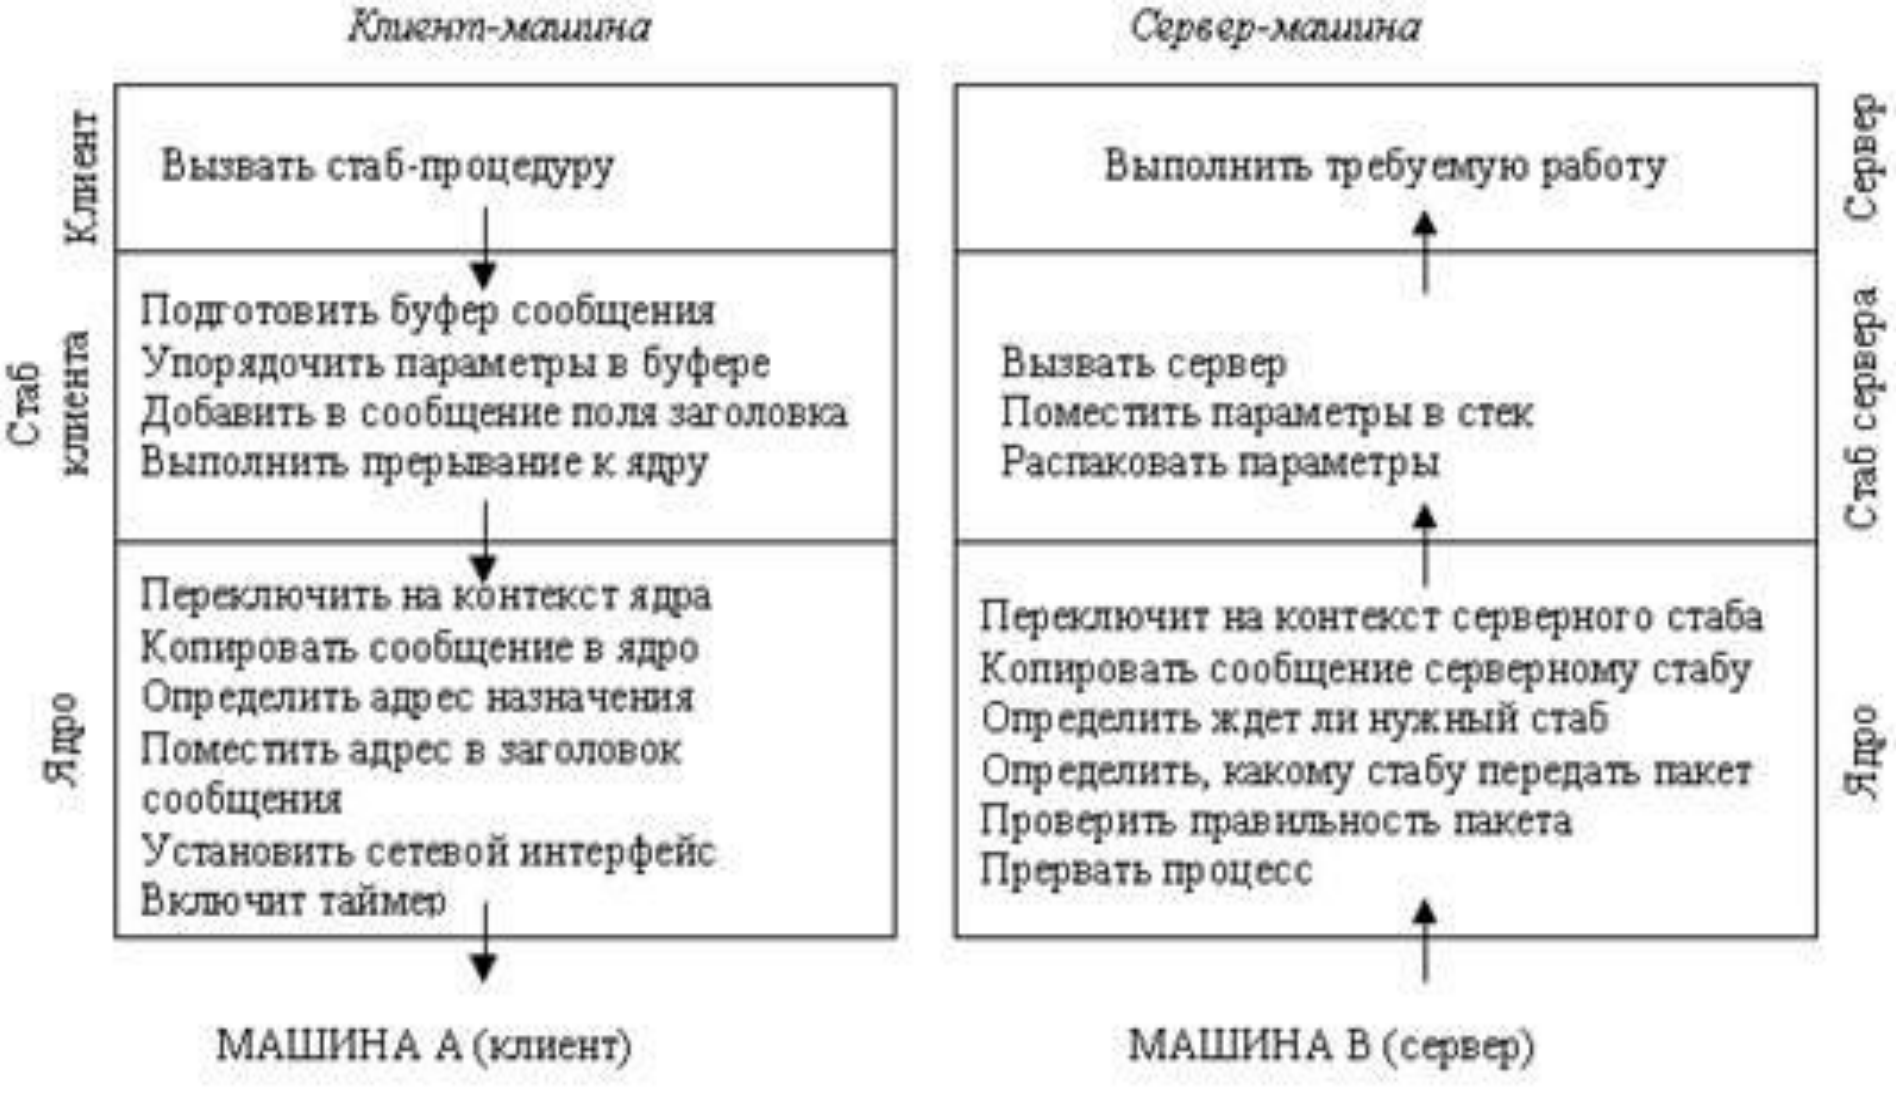 Клиент-машина
Клиент
Вызвать стаб-процедуру
Стаб
клиента
Подготовить буфер сообщения
Упорядочить параметры в буфере
Добавить в сообщение поля заголовка
Выполнить прерывание к ядру
Ядро
Переключить на контекст ядра
Копировать сообщение в ядро
Определить адрес назначения
Поместить адрес в заголовок
сообщения
Установить сетевой интерфейс
Включит таймер
МАШИНА А (клиент)
Сервер-машина
Сервер
Выполнить требуемую работу
Стаб сервера
Вызвать сервер
Поместить параметры в стек
Распаковать параметры
Ядро
Переключит на контекст серверного стаба
Копировать сообщение серверному стабу
Определить ждет ли нужный стаб
Определить, какому стабу передать пакет
Проверить правильность пакета
Прервать процесс
МАШИНА В (сервер)